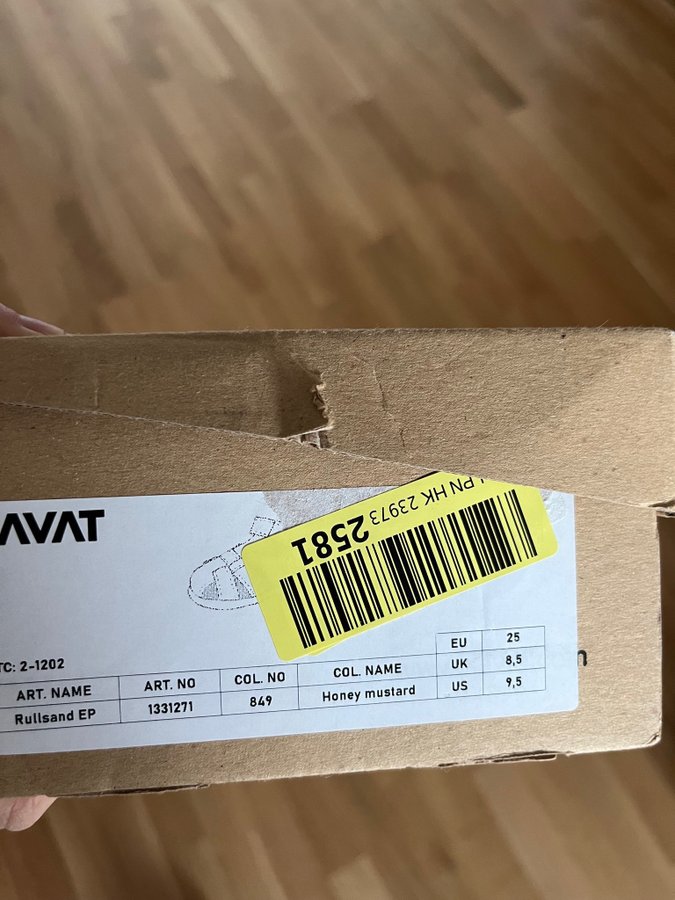 AVAT
LPN HK 23973
2581
TC: 2-1202
ART. NAME ART. NO COL. NO COL. NAME EU 25
Rullsand EP 1331271 849 Honey mustard UK 8,5
US 9,5